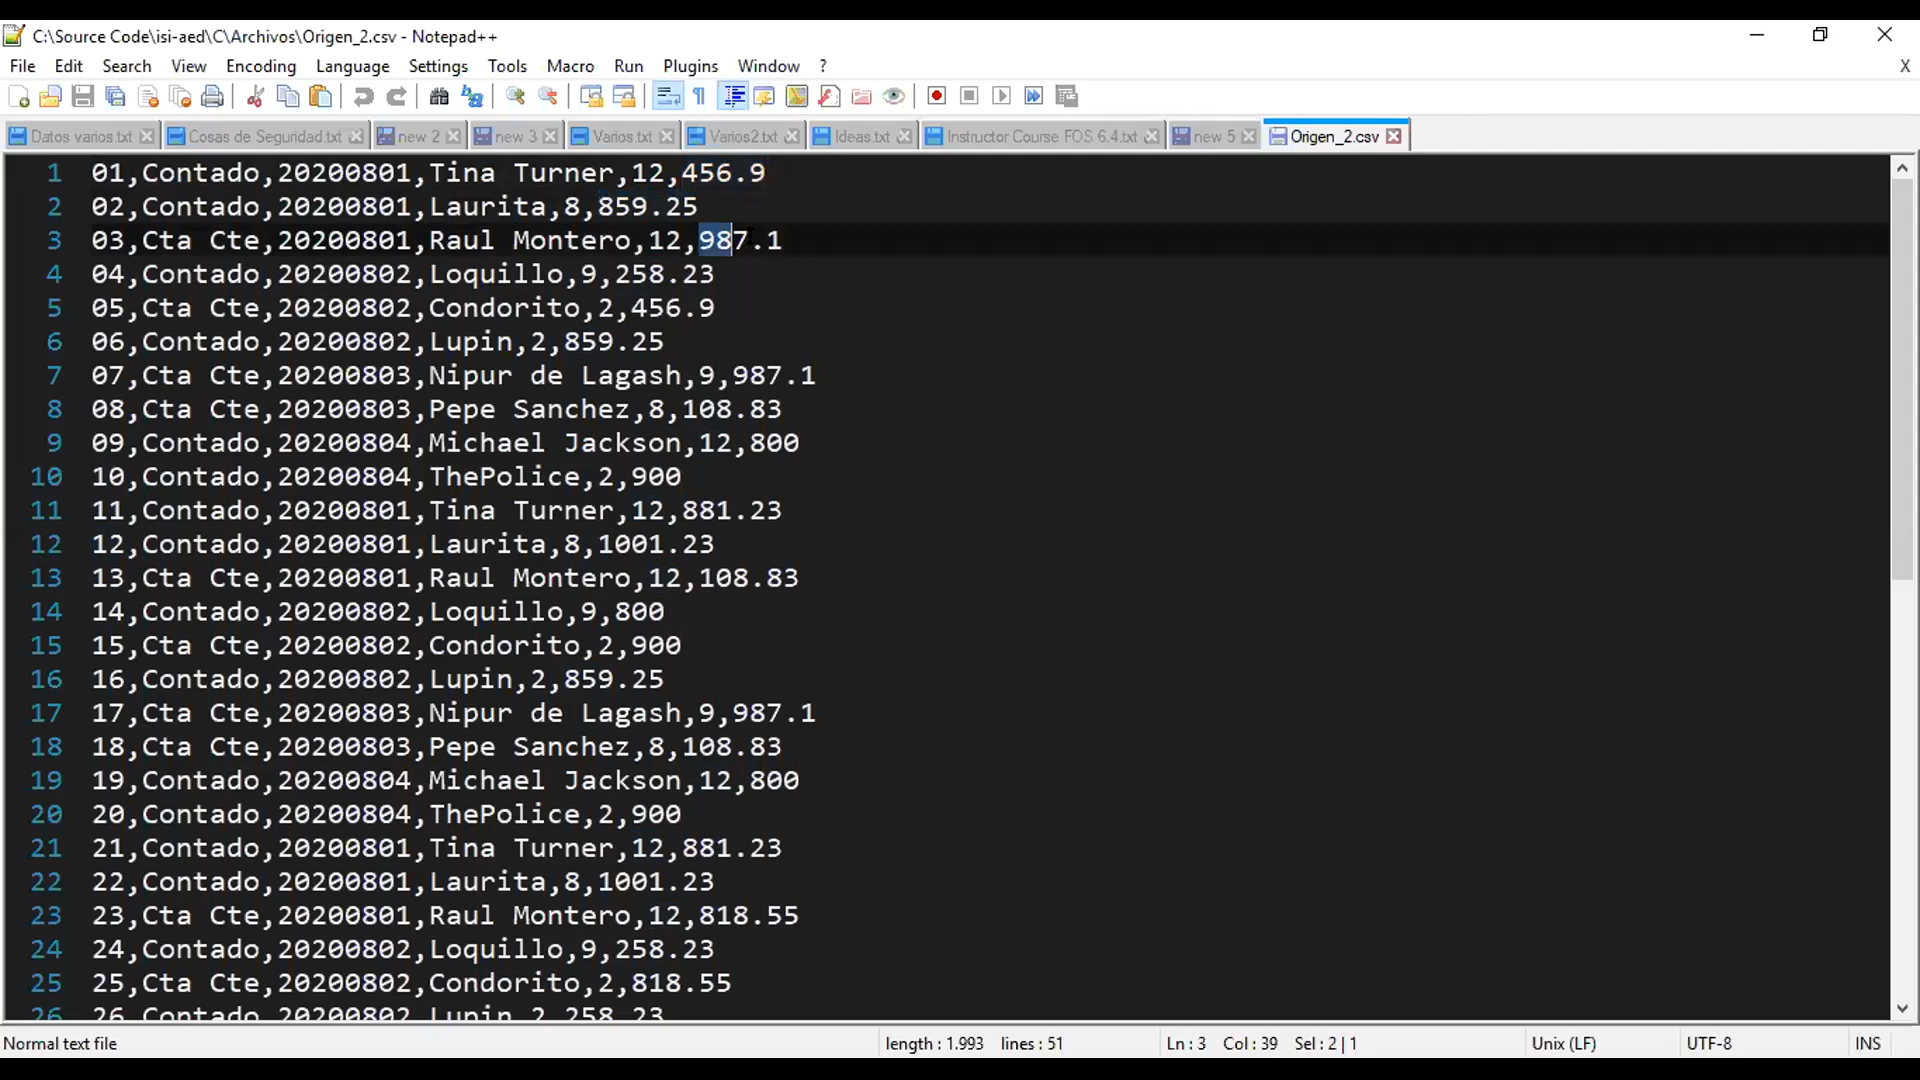 C:\Source Code\isi-aed\C\Archivos\Origen_2.csv - Notepad++
File Edit Search View Encoding Language Settings Tools Macro Run Plugins Window ? X
Datos varios.txt Cosas de Seguridad.txt new 2 new 3 Varios.txt Varios2.txt Ideas.txt Instructor Course FOS 6.4.txt new 5 Origen_2.csv
1 01,Contado,20200801,Tina Turner,12,456.9
2 02,Contado,20200801,Laurita,8,859.25
3 03,Cta Cte,20200801,Raul Montero,12,987.1
4 04,Contado,20200802,Loquillo,9,258.23
5 05,Cta Cte,20200802,Condorito,2,456.9
6 06,Contado,20200802,Lupin,2,859.25
7 07,Cta Cte,20200803,Nipur de Lagash,9,987.1
8 08,Cta Cte,20200803,Pepe Sanchez,8,108.83
9 09,Contado,20200804,Michael Jackson,12,800
10 10,Contado,20200804,ThePolice,2,900
11 11,Contado,20200801,Tina Turner,12,881.23
12 12,Contado,20200801,Laurita,8,1001.23
13 13,Cta Cte,20200801,Raul Montero,12,108.83
14 14,Contado,20200802,Loquillo,9,800
15 15,Cta Cte,20200802,Condorito,2,900
16 16,Contado,20200802,Lupin,2,859.25
17 17,Cta Cte,20200803,Nipur de Lagash,9,987.1
18 18,Cta Cte,20200803,Pepe Sanchez,8,108.83
19 19,Contado,20200804,Michael Jackson,12,800
20 20,Contado,20200804,ThePolice,2,900
21 21,Contado,20200801,Tina Turner,12,881.23
22 22,Contado,20200801,Laurita,8,1001.23
23 23,Cta Cte,20200801,Raul Montero,12,818.55
24 24,Contado,20200802,Loquillo,9,258.23
25 25,Cta Cte,20200802,Condorito,2,818.55
26 26,Contado,20200802,Lupin,2,258.23
Normal text file length : 1.993 lines : 51 Ln : 3 Col : 39 Sel : 2 | 1 Unix (LF) UTF-8 INS